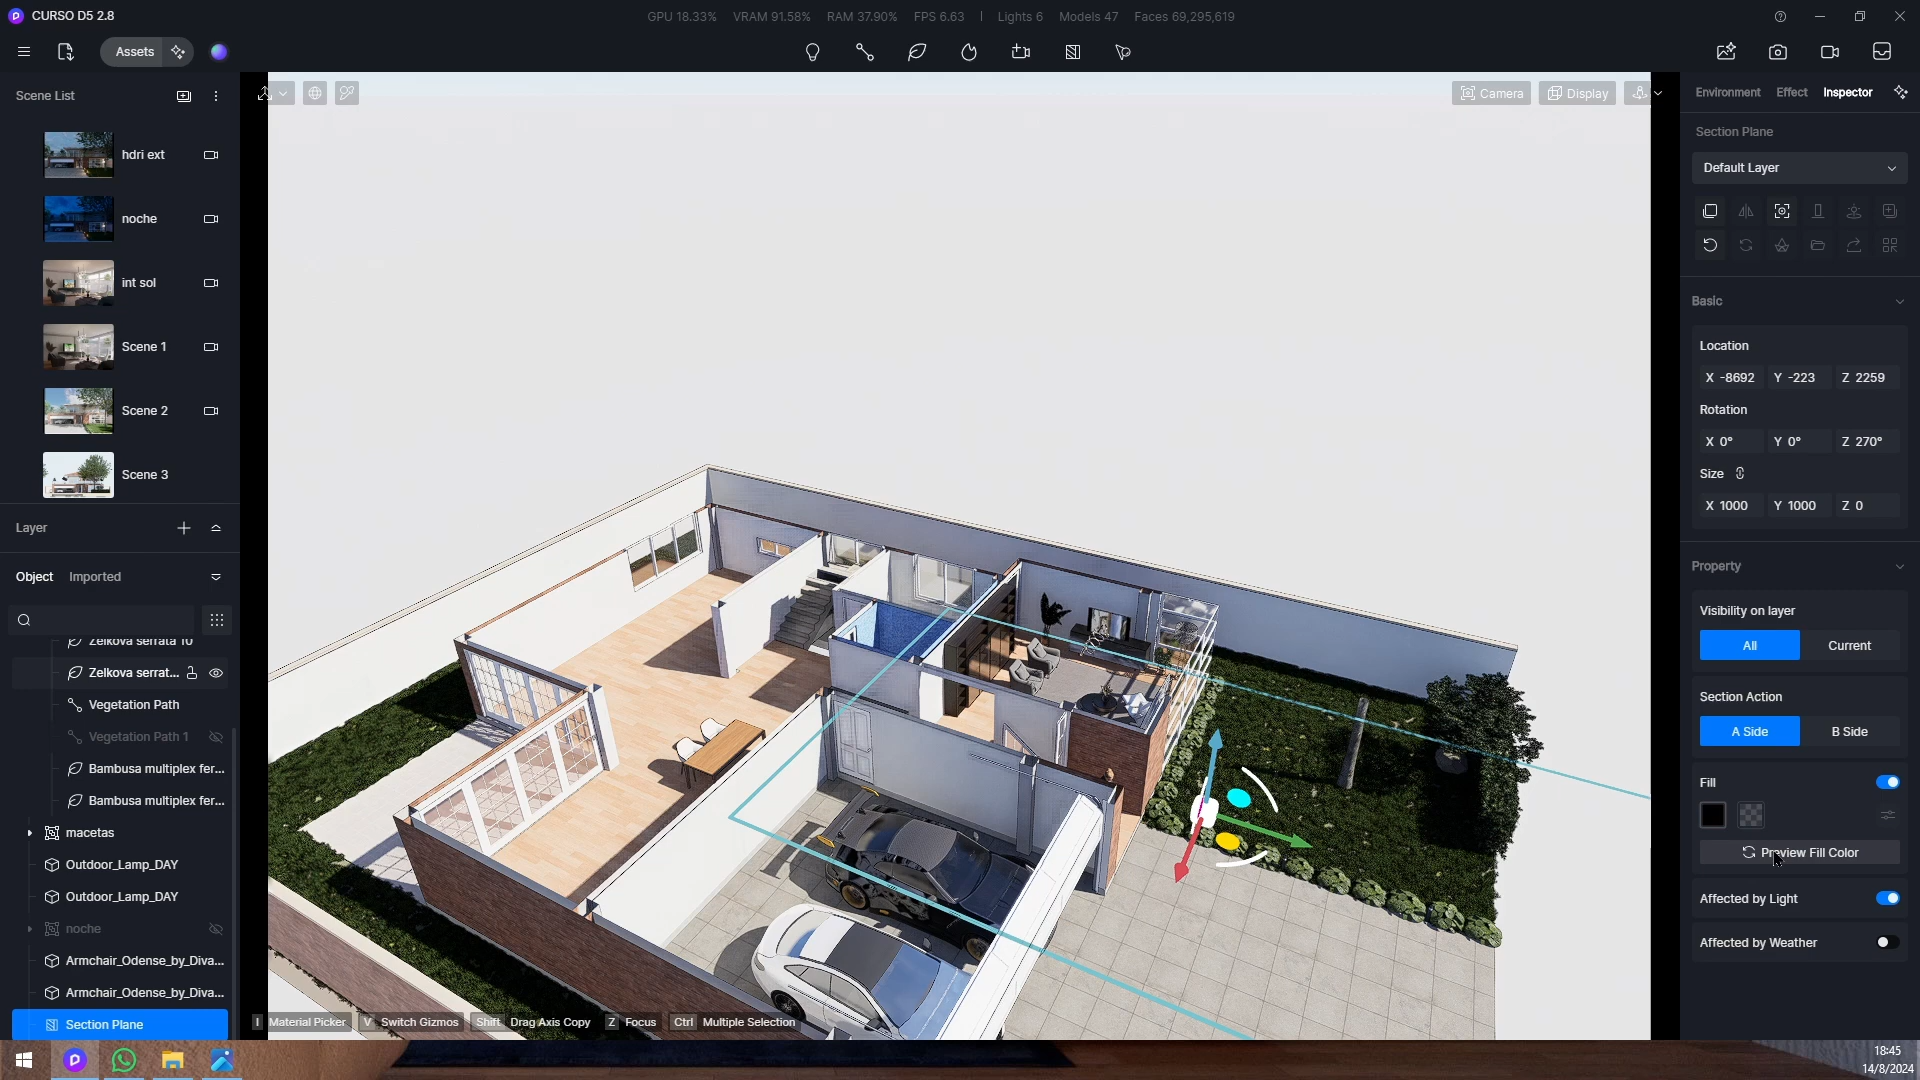 CURSO D5 2.8
GPU 18.33% VRAM 91.58% RAM 37.90% FPS 6.63 | Lights 6 Models 47 Faces 69,295,619
Assets
Scene List
hdri ext
noche
int sol
Scene 1
Scene 2
Scene 3
Layer
Object Imported
Zelkova serrata 10
Zelkova serrat...
Vegetation Path
Vegetation Path 1
Bambusa multiplex fer...
Bambusa multiplex fer...
macetas
Outdoor_Lamp_DAY
Outdoor_Lamp_DAY
noche
Armchair_Odense_by_Diva...
Armchair_Odense_by_Diva...
Section Plane
Camera Display
I Material Picker V Switch Gizmos Shift Drag Axis Copy Z Focus Ctrl Multiple Selection
Environment Effect Inspector
Section Plane
Default Layer
Basic
Location
X -8692 Y -223 Z 2259
Rotation
X 0° Y 0° Z 270°
Size
X 1000 Y 1000 Z 0
Property
Visibility on layer
All Current
Section Action
A Side B Side
Fill
Preview Fill Color
Affected by Light
Affected by Weather
18:45
14/8/2024